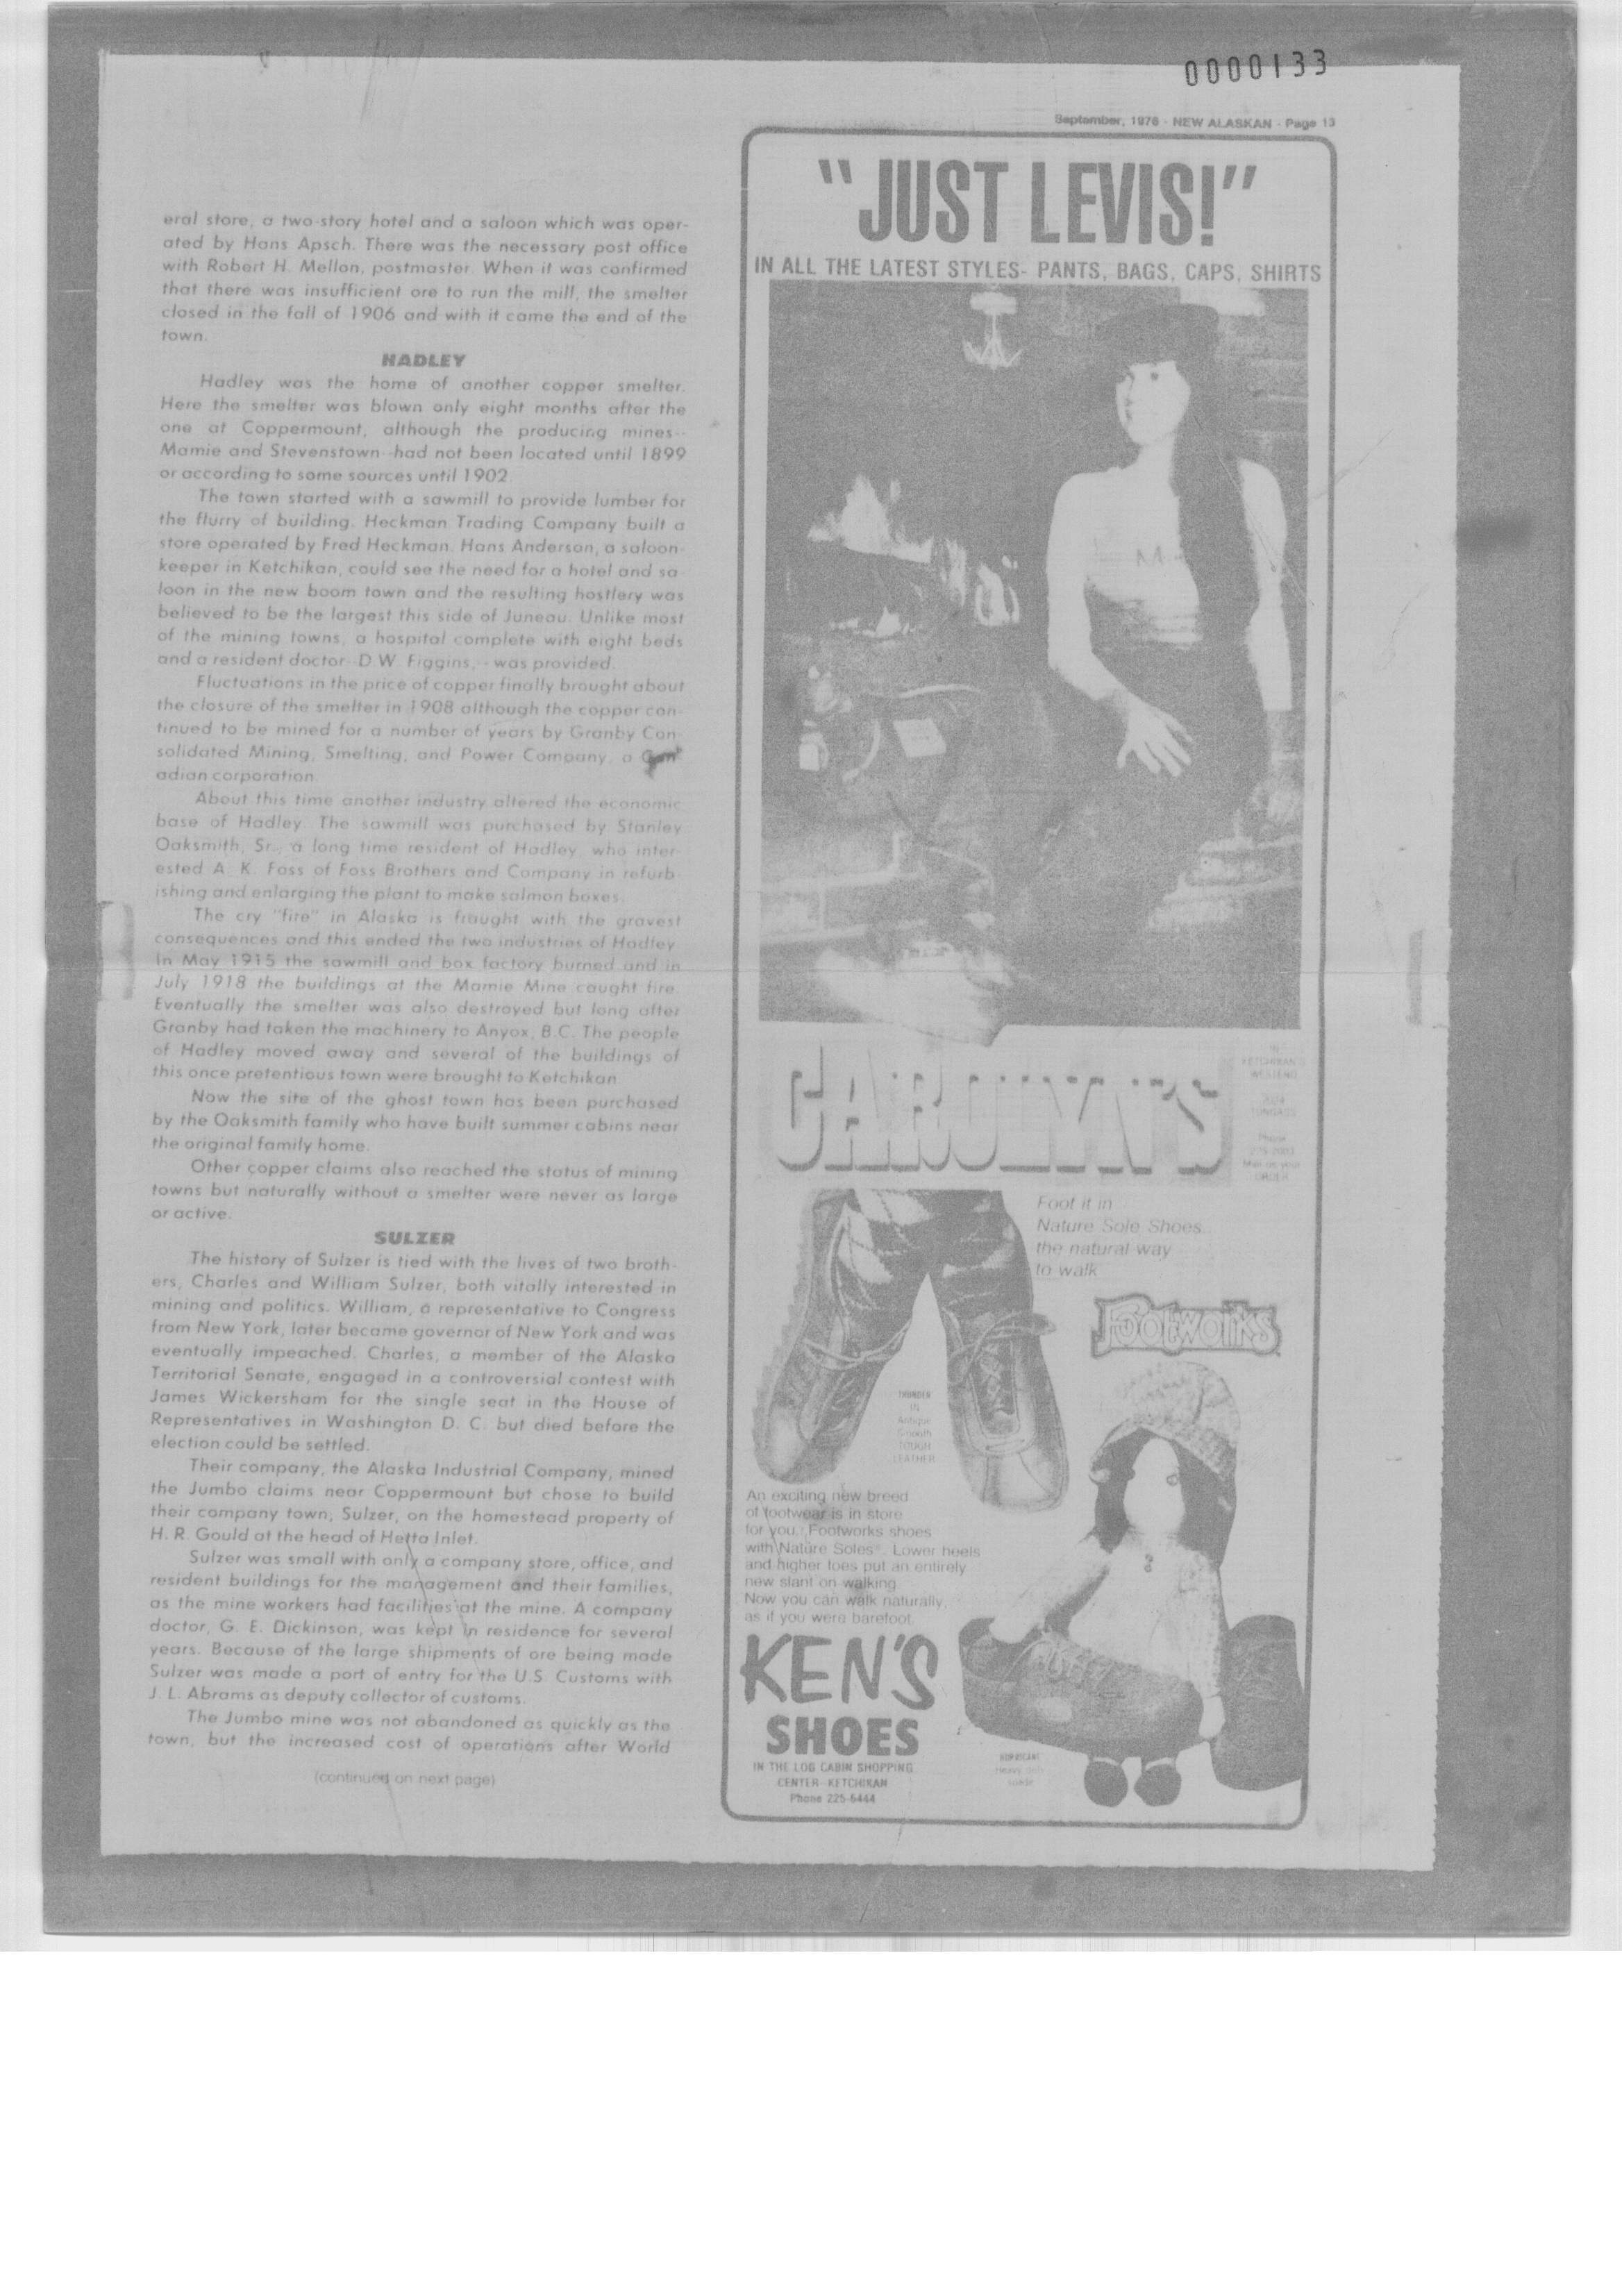 0000133
September, 1976 - NEW ALASKAN - Page 13
eral store, a two-story hotel and a saloon which was oper-
ated by Hans Apsch. There was the necessary post office
with Robert H. Mellon, postmaster. When it was confirmed
that there was insufficient ore to run the mill, the smelter
closed in the fall of 1906 and with it came the end of the
town.
HADLEY
Hadley was the home of another copper smelter.
Here the smelter was blown only eight months after the
one at Coppermount, although the producing mines--
Mamie and Stevenstown--had not been located until 1899
or according to some sources until 1902.
The town started with a sawmill to provide lumber for
the flurry of building. Heckman Trading Company built a
store operated by Fred Heckman. Hans Anderson, a saloon-
keeper in Ketchikan, could see the need for a hotel and sa-
loon in the new boom town and the resulting hostlery was
believed to be the largest this side of Juneau. Unlike most
of the mining towns, a hospital complete with eight beds
and a resident doctor--D.W. Figgins,--was provided.
Fluctuations in the price of copper finally brought about
the closure of the smelter in 1908 although the copper con-
tinued to be mined for a number of years by Granby Con-
solidated Mining, Smelting, and Power Company, a Can-
adian corporation.
About this time another industry altered the economic
base of Hadley. The sawmill was purchased by Stanley
Oaksmith, Sr., a long time resident of Hadley, who inter-
ested A. K. Foss of Foss Brothers and Company in refurb-
ishing and enlarging the plant to make salmon boxes.
The cry "fire" in Alaska is fraught with the gravest
consequences and this ended the two industries of Hadley.
In May 1915 the sawmill and box factory burned and in
July 1918 the buildings at the Mamie Mine caught fire.
Eventually the smelter was also destroyed but long after
Granby had taken the machinery to Anyox, B.C. The people
of Hadley moved away and several of the buildings of
this once pretentious town were brought to Ketchikan.
Now the site of the ghost town has been purchased
by the Oaksmith family who have built summer cabins near
the original family home.
Other copper claims also reached the status of mining
towns but naturally without a smelter were never as large
or active.
SULZER
The history of Sulzer is tied with the lives of two broth-
ers, Charles and William Sulzer, both vitally interested in
mining and politics. William, a representative to Congress
from New York, later became governor of New York and was
eventually impeached. Charles, a member of the Alaska
Territorial Senate, engaged in a controversial contest with
James Wickersham for the single seat in the House of
Representatives in Washington D. C. but died before the
election could be settled.
Their company, the Alaska Industrial Company, mined
the Jumbo claims near Coppermount but chose to build
their company town, Sulzer, on the homestead property of
H. R. Gould at the head of Hetta Inlet.
Sulzer was small with only a company store, office, and
resident buildings for the management and their families,
as the mine workers had facilities at the mine. A company
doctor, G. E. Dickinson, was kept in residence for several
years. Because of the large shipments of ore being made
Sulzer was made a port of entry for the U.S. Customs with
J. L. Abrams as deputy collector of customs.
The Jumbo mine was not abandoned as quickly as the
town, but the increased cost of operations after World
(continued on next page)
"JUST LEVIS!"
IN ALL THE LATEST STYLES- PANTS, BAGS, CAPS, SHIRTS
CAROLYN'S
KETCHIKAN'S
WESTEND
TONGASS
Phone
ORDER
Foot it in
Nature Sole Shoes..
the natural way
to walk
Footworks
THUNDER
IN
Antique
Smooth
TOUGH
LEATHER
An exciting new breed
of footwear is in store
for you. Footworks shoes
with Nature Soles. Lower heels
and higher toes put an entirely
new slant on walking.
Now you can walk naturally,
as if you were barefoot.
KEN'S
SHOES
IN THE LOG CABIN SHOPPING
CENTER--KETCHIKAN
Phone 225-6444
HURRICANE